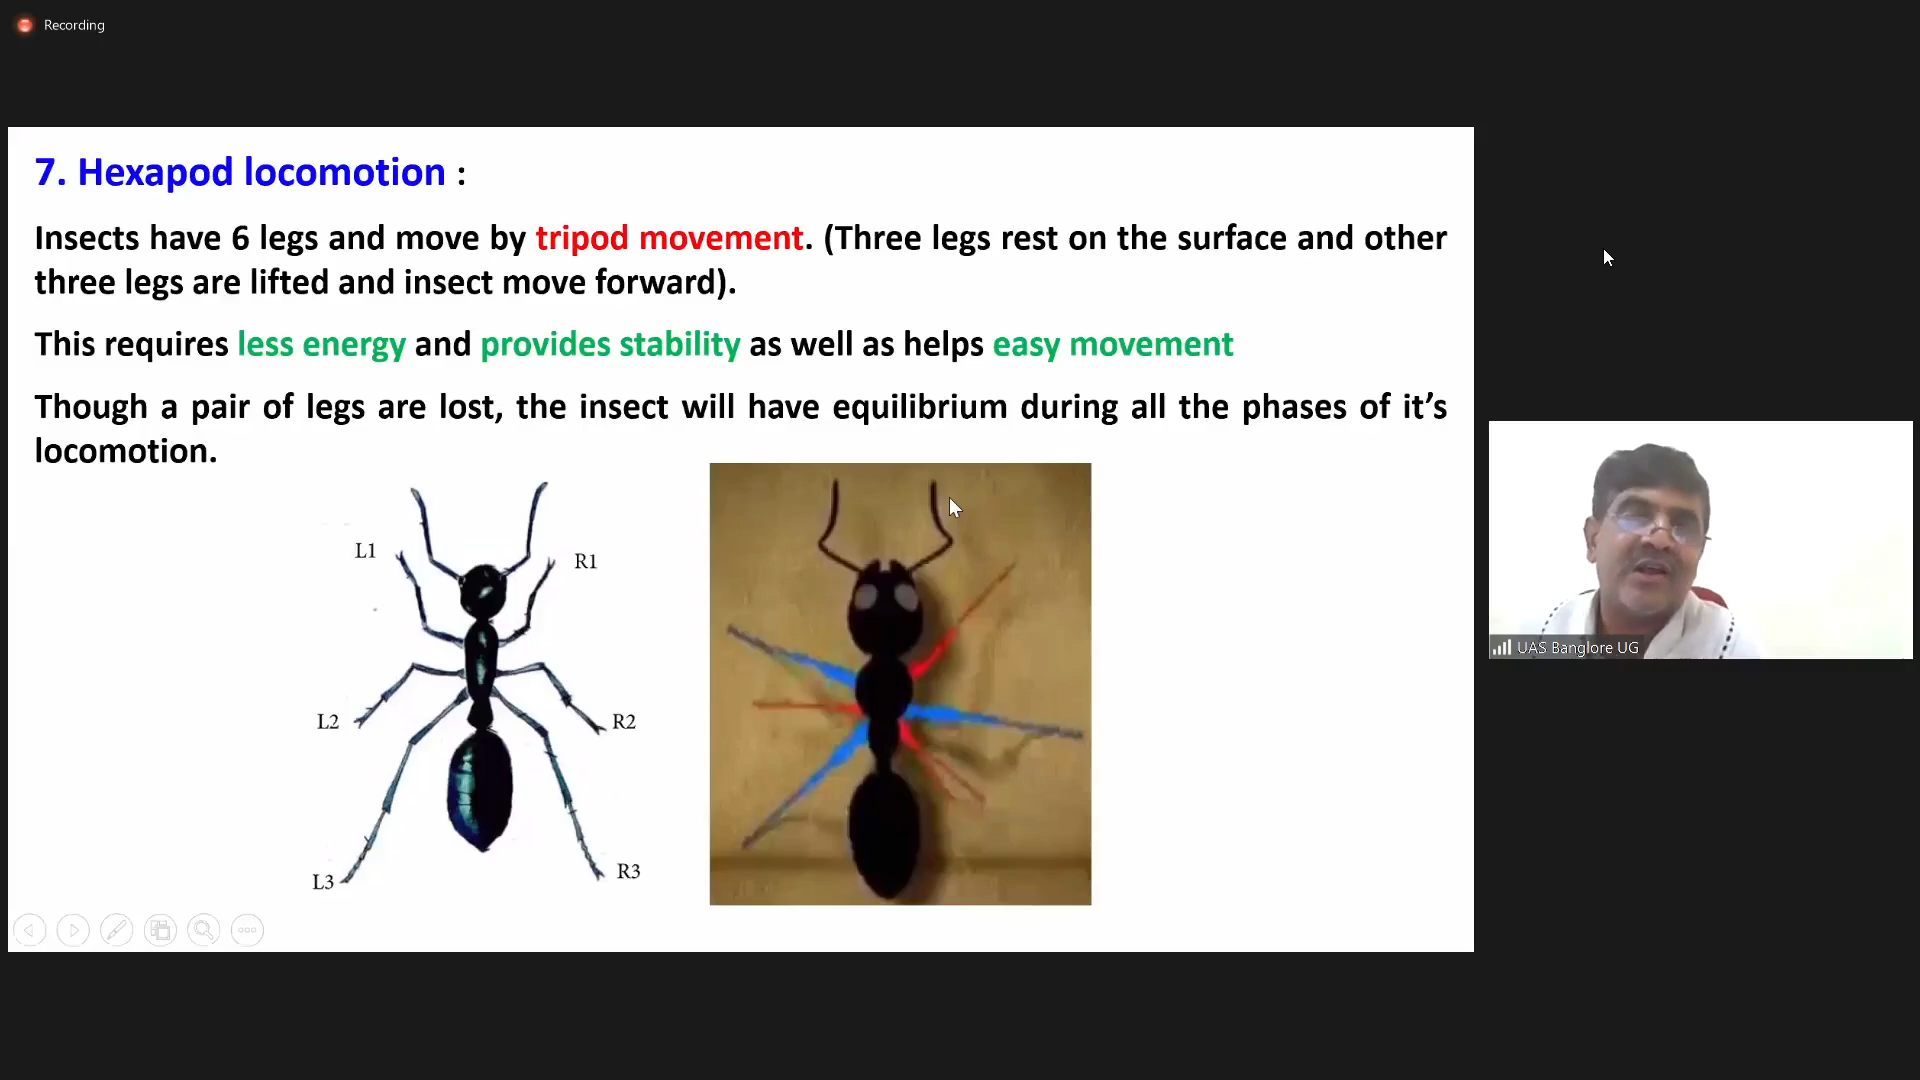 Recording
7. Hexapod locomotion :
Insects have 6 legs and move by tripod movement. (Three legs rest on the surface and other
three legs are lifted and insect move forward).
This requires less energy and provides stability as well as helps easy movement
Though a pair of legs are lost, the insect will have equilibrium during all the phases of it’s
locomotion.
L1
R1
L2
R2
L3
R3
UAS Banglore UG